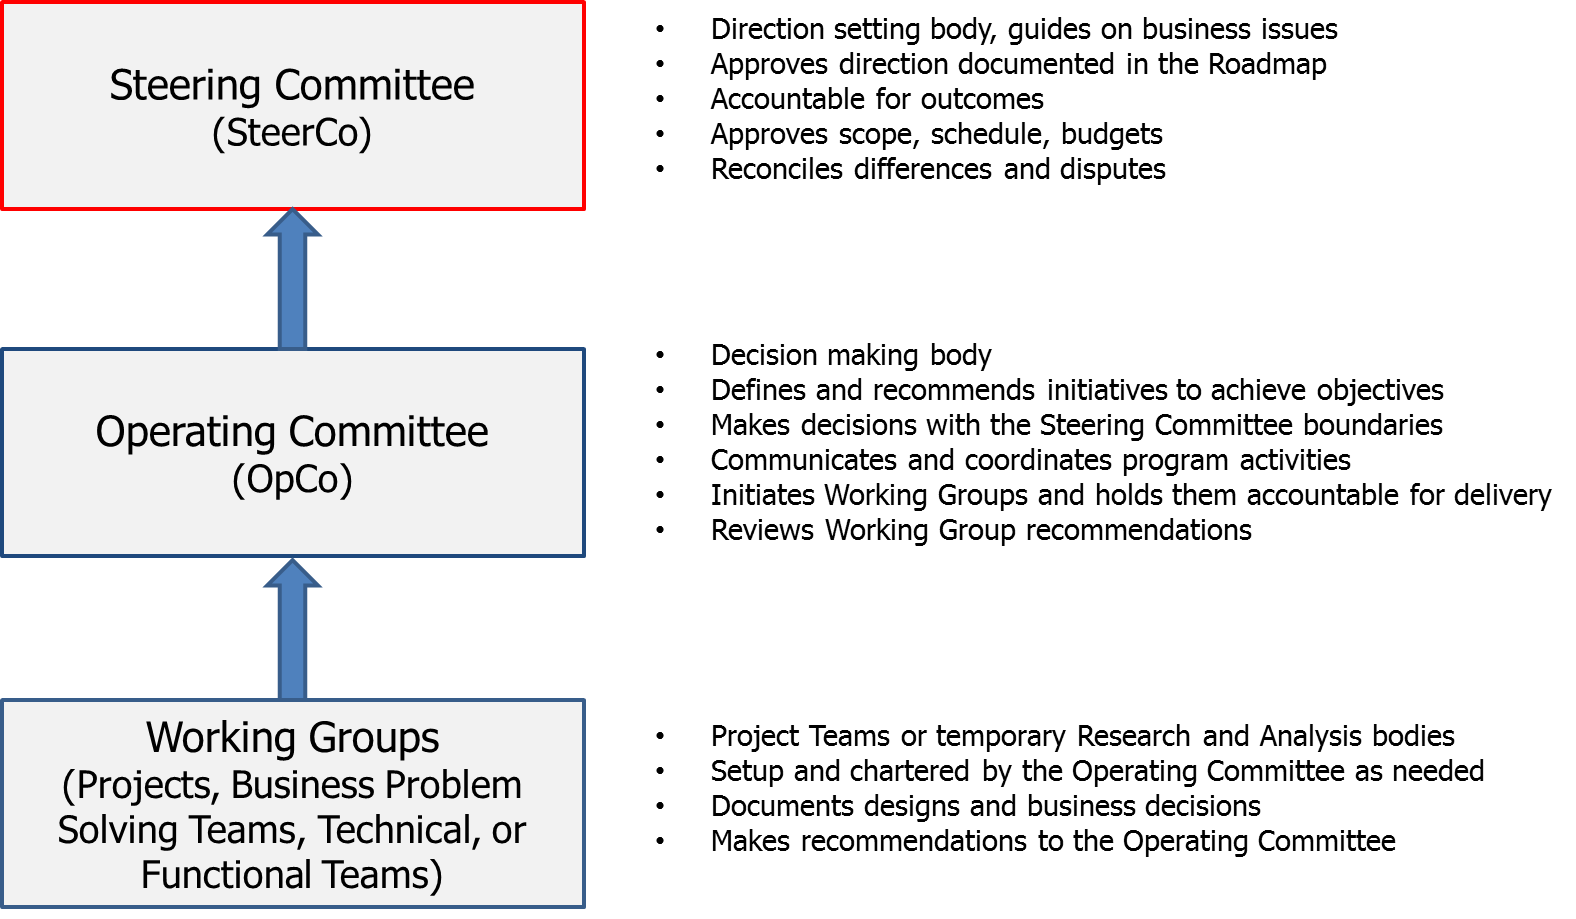 Steering Committee
(SteerCo)
• Direction setting body, guides on business issues
• Approves direction documented in the Roadmap
• Accountable for outcomes
• Approves scope, schedule, budgets
• Reconciles differences and disputes
Operating Committee
(OpCo)
• Decision making body
• Defines and recommends initiatives to achieve objectives
• Makes decisions with the Steering Committee boundaries
• Communicates and coordinates program activities
• Initiates Working Groups and holds them accountable for delivery
• Reviews Working Group recommendations
Working Groups
(Projects, Business Problem
Solving Teams, Technical, or
Functional Teams)
• Project Teams or temporary Research and Analysis bodies
• Setup and chartered by the Operating Committee as needed
• Documents designs and business decisions
• Makes recommendations to the Operating Committee